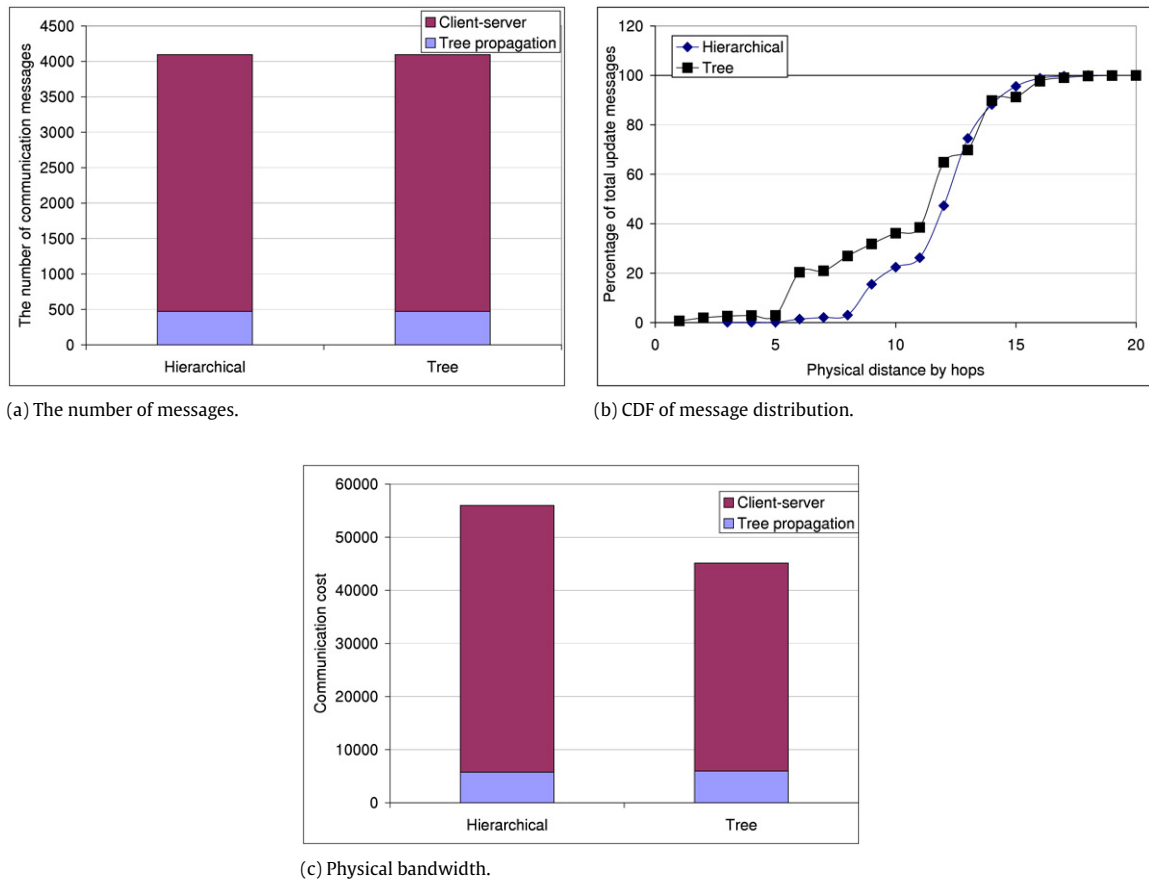 4500
4000
3500
3000
2500
2000
1500
1000
500
0
The number of communication messages
Client-server
Tree propagation
Hierarchical
Tree
(a) The number of messages.
120
100
80
60
40
20
0
Percentage of total update messages
Hierarchical
Tree
0 5 10 15 20
Physical distance by hops
(b) CDF of message distribution.
60000
50000
40000
30000
20000
10000
0
Communication cost
Client-server
Tree propagation
Hierarchical
Tree
(c) Physical bandwidth.